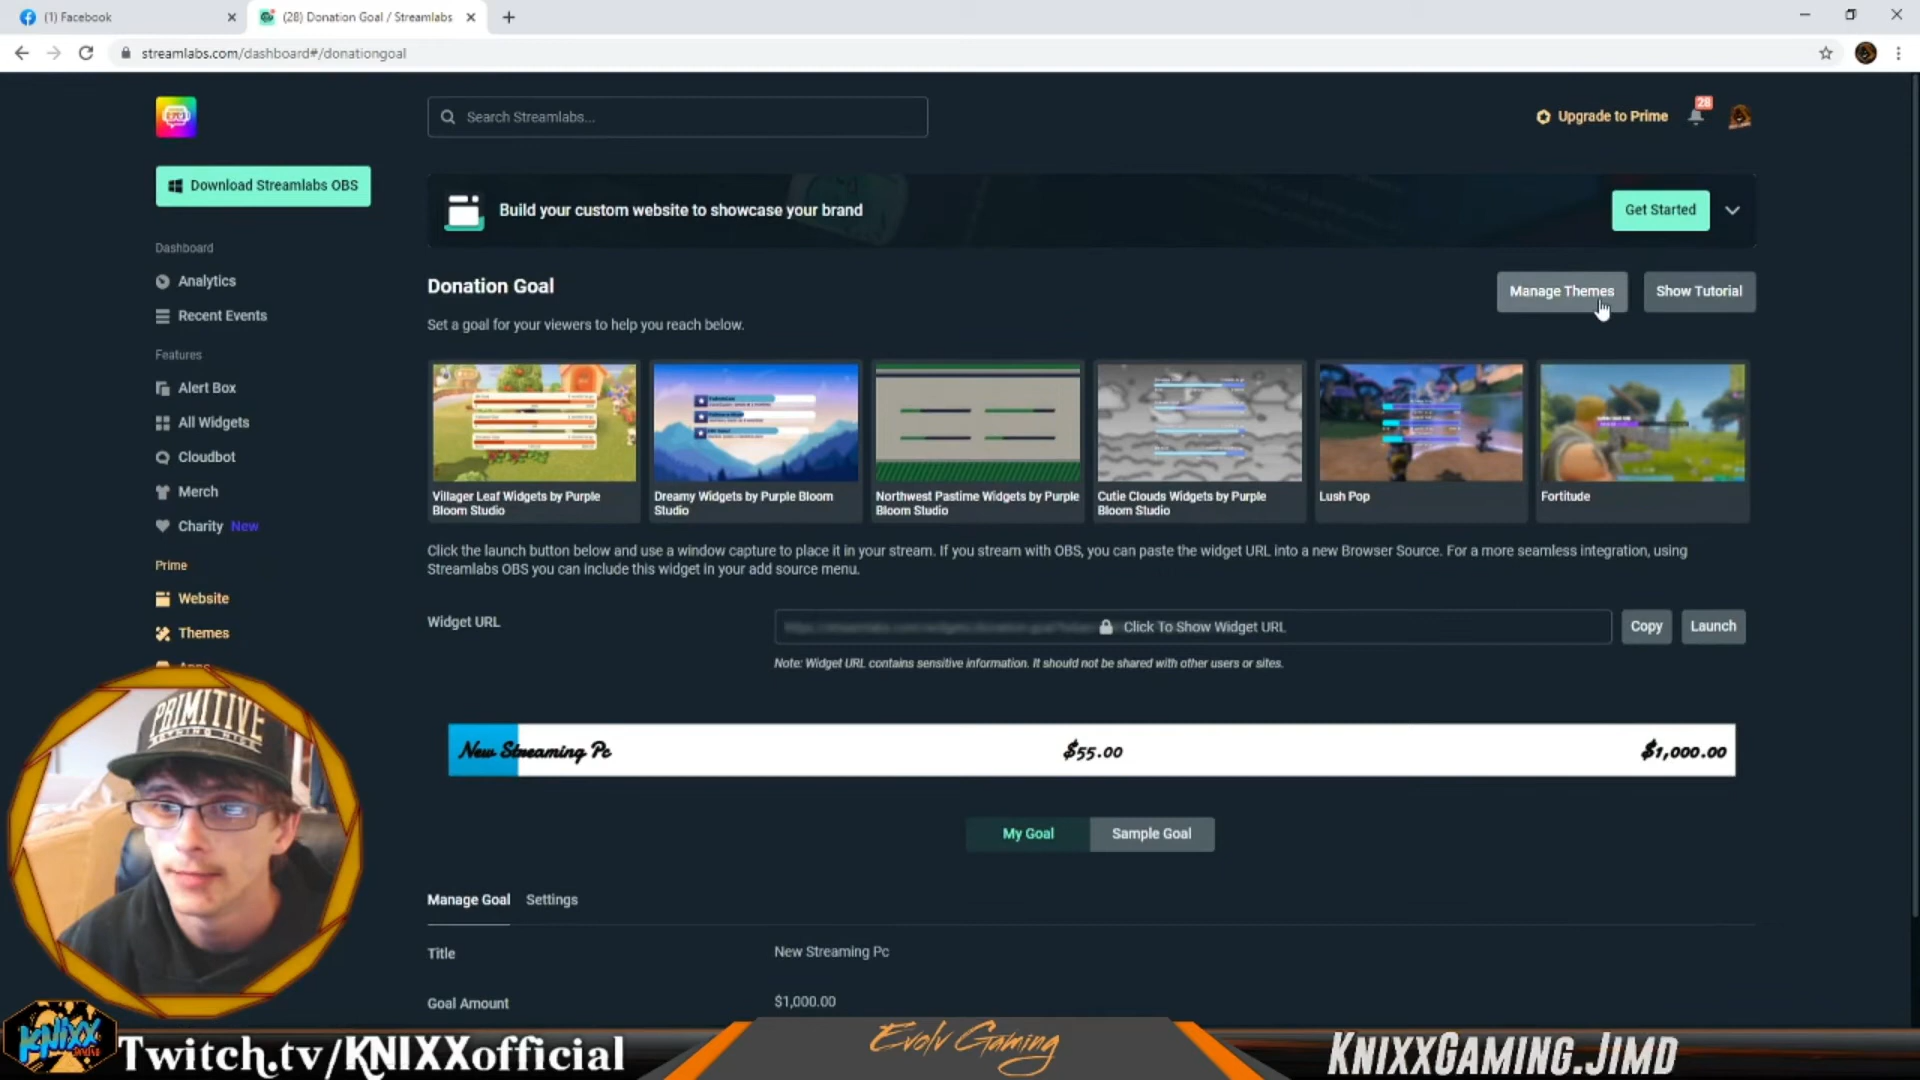 (1) Facebook
(28) Donation Goal / Streamlabs
streamlabs.com/dashboard#/donationgoal
Search Streamlabs...
Upgrade to Prime
28
Download Streamlabs OBS
Build your custom website to showcase your brand
Get Started
Dashboard
Analytics
Recent Events
Features
Alert Box
All Widgets
Cloudbot
Merch
Charity New
Prime
Website
Themes
Donation Goal
Manage Themes
Show Tutorial
Set a goal for your viewers to help you reach below.
Villager Leaf Widgets by Purple
Bloom Studio
Dreamy Widgets by Purple Bloom
Studio
Northwest Pastime Widgets by Purple
Bloom Studio
Cutie Clouds Widgets by Purple
Bloom Studio
Lush Pop
Fortitude
Click the launch button below and use a window capture to place it in your stream. If you stream with OBS, you can paste the widget URL into a new Browser Source. For a more seamless integration, using
Streamlabs OBS you can include this widget in your add source menu.
Widget URL
Click To Show Widget URL
Copy
Launch
Note: Widget URL contains sensitive information. It should not be shared with other users or sites.
New Streaming Pc
$55.00
$1,000.00
My Goal
Sample Goal
Manage Goal
Settings
Title
New Streaming Pc
Goal Amount
$1,000.00
PRIMITIVE
KNIXX
Twitch.tv/KNIXXofficial
Evolv Gaming
KnixxGaming.Jimd